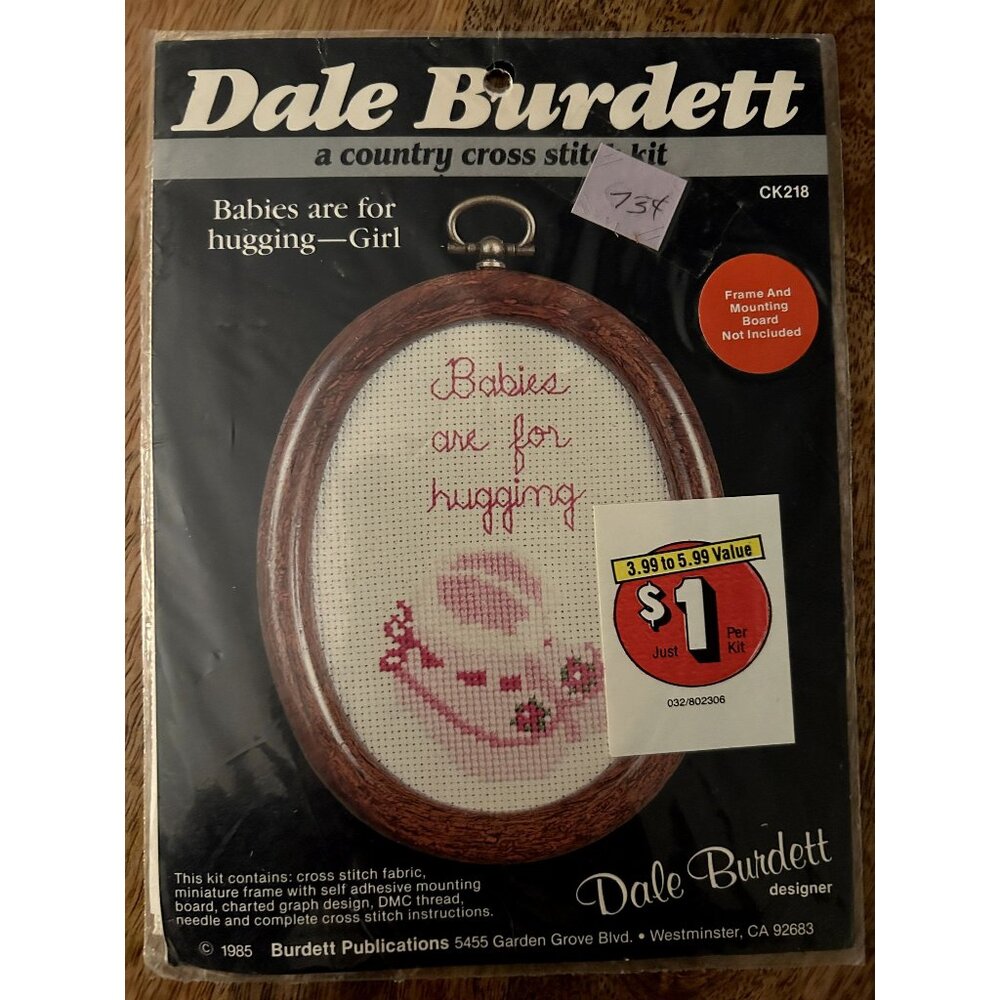 Dale Burdett
a country cross stitch kit
73¢
CK218
Babies are for
hugging—Girl
Frame And
Mounting
Board
Not Included
Babies
are for
hugging
3.99 to 5.99 Value
$1
Just
Per
Kit
032/802306
This kit contains: cross stitch fabric,
miniature frame with self adhesive mounting
board, charted graph design, DMC thread,
needle and complete cross stitch instructions.
Dale Burdett
designer
© 1985 Burdett Publications 5455 Garden Grove Blvd. • Westminster, CA 92683